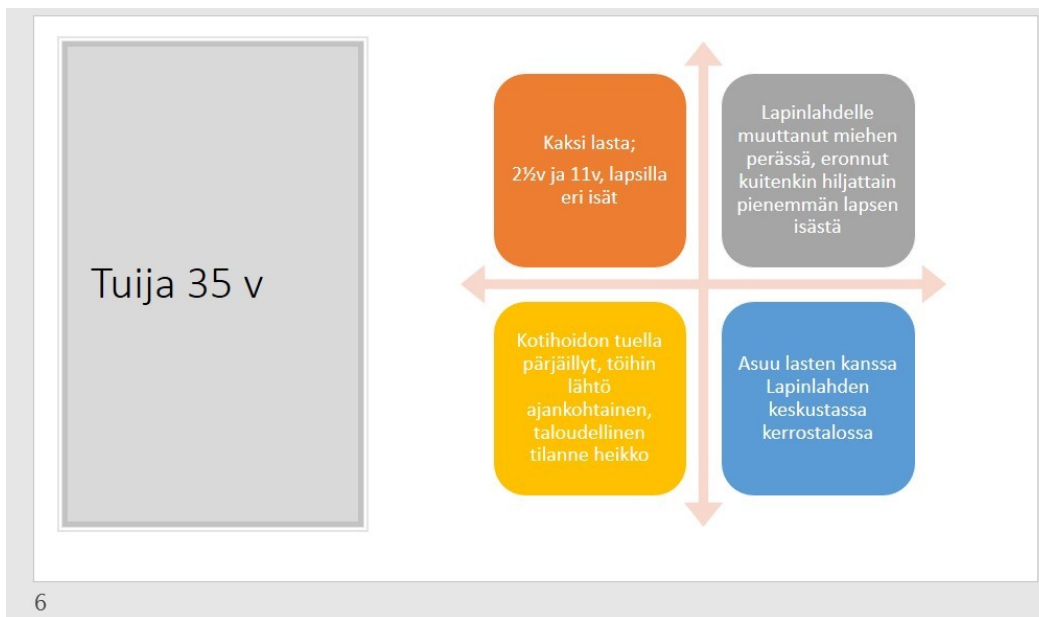 Tuija 35 v
Kaksi lasta;
2½v ja 11v, lapsilla
eri isät
Lapinlahdelle
muuttanut miehen
perässä, eronnut
kuitenkin hiljattain
pienemmän lapsen
isästä
Kotihoidon tuella
pärjäillyt, töihin
lähtö
ajankohtainen,
taloudellinen
tilanne heikko
Asuu lasten kanssa
Lapinlahden
keskustassa
kerrostalossa
6